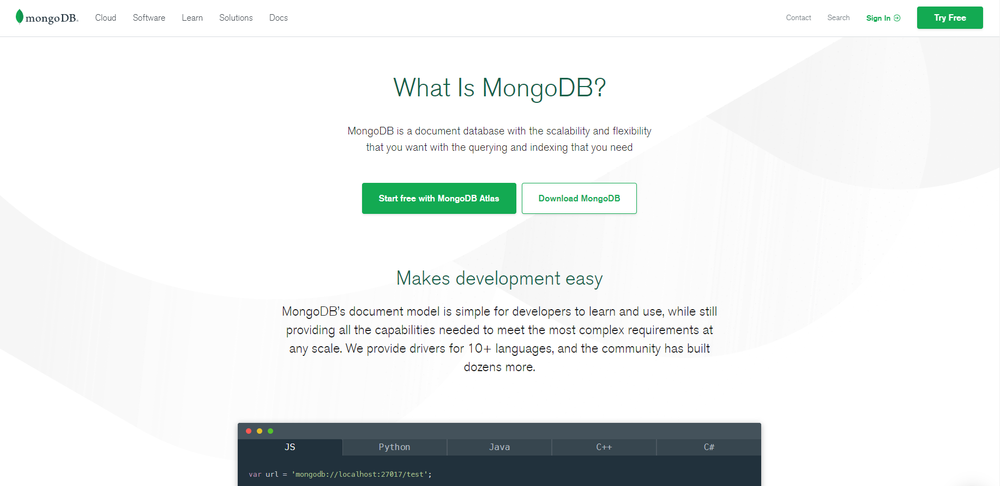 mongoDB®
Cloud Software Learn Solutions Docs
Contact Search Sign In Try Free
What Is MongoDB?
MongoDB is a document database with the scalability and flexibility
that you want with the querying and indexing that you need
Start free with MongoDB Atlas Download MongoDB
Makes development easy
MongoDB’s document model is simple for developers to learn and use, while still
providing all the capabilities needed to meet the most complex requirements at
any scale. We provide drivers for 10+ languages, and the community has built
dozens more.
JS Python Java C++ C#
var url = 'mongodb://localhost:27017/test';